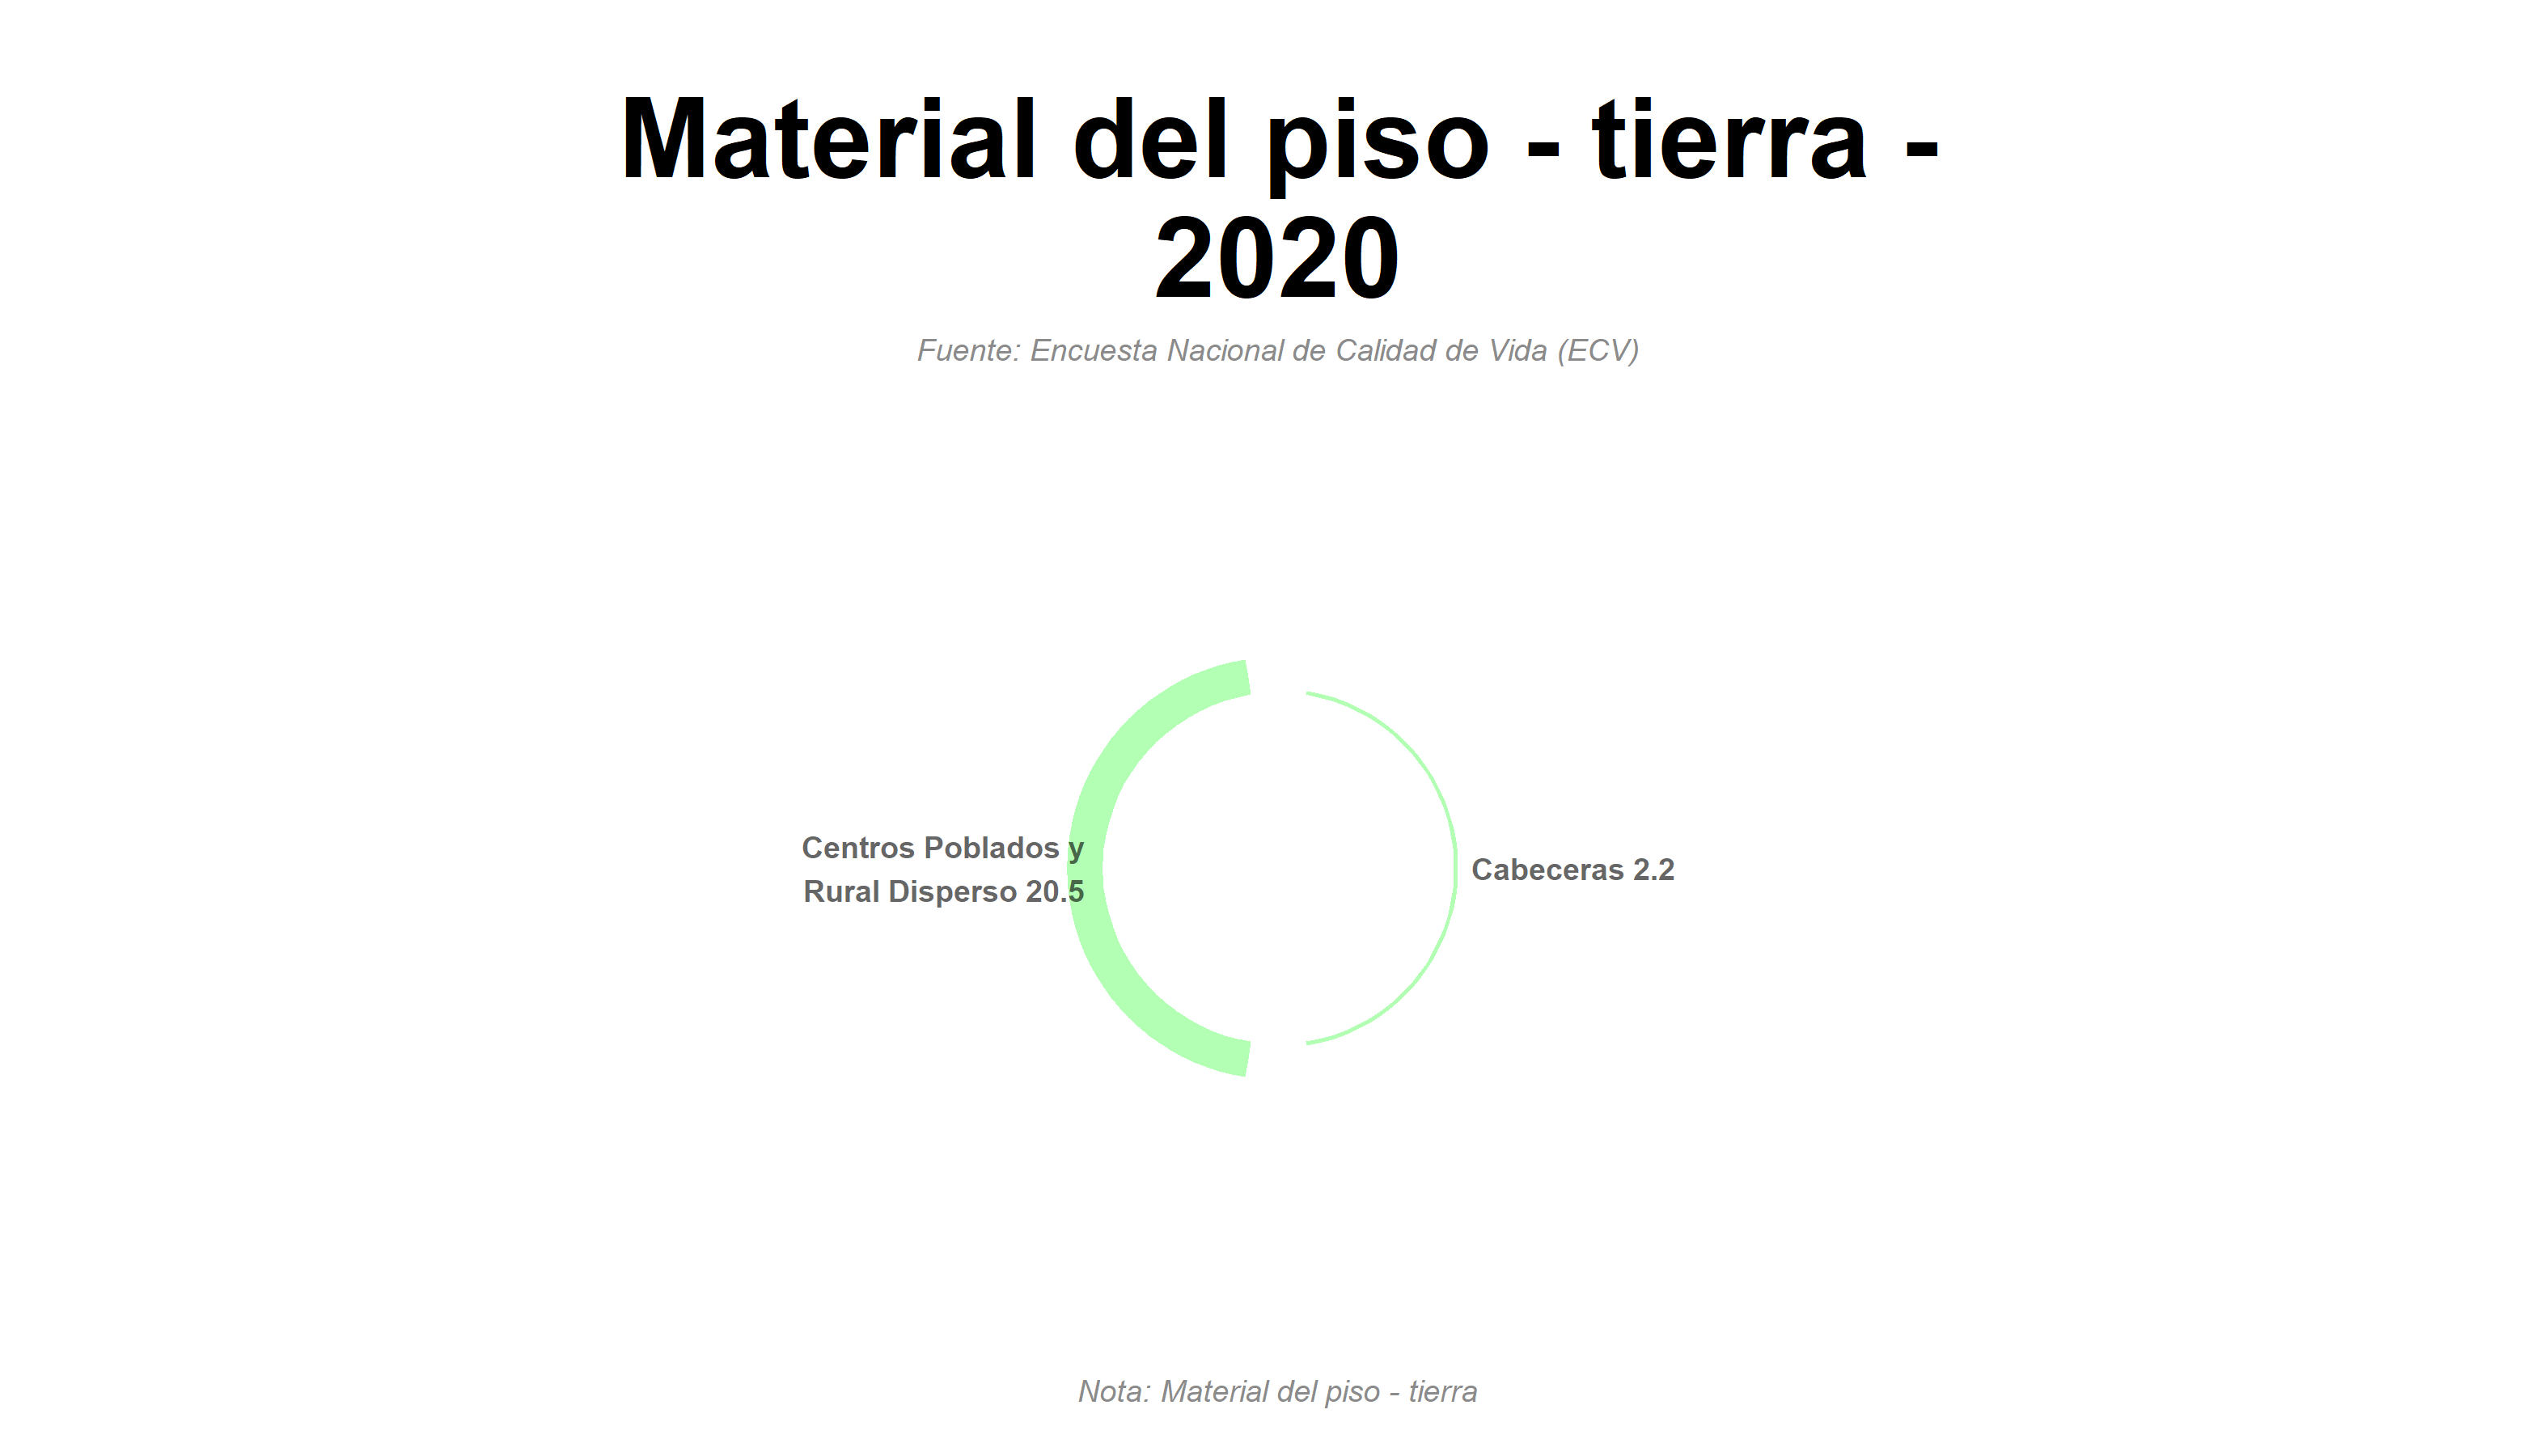 Material del piso - tierra -
2020
Fuente: Encuesta Nacional de Calidad de Vida (ECV)
Centros Poblados y
Rural Disperso 20.5
Cabeceras 2.2
Nota: Material del piso - tierra